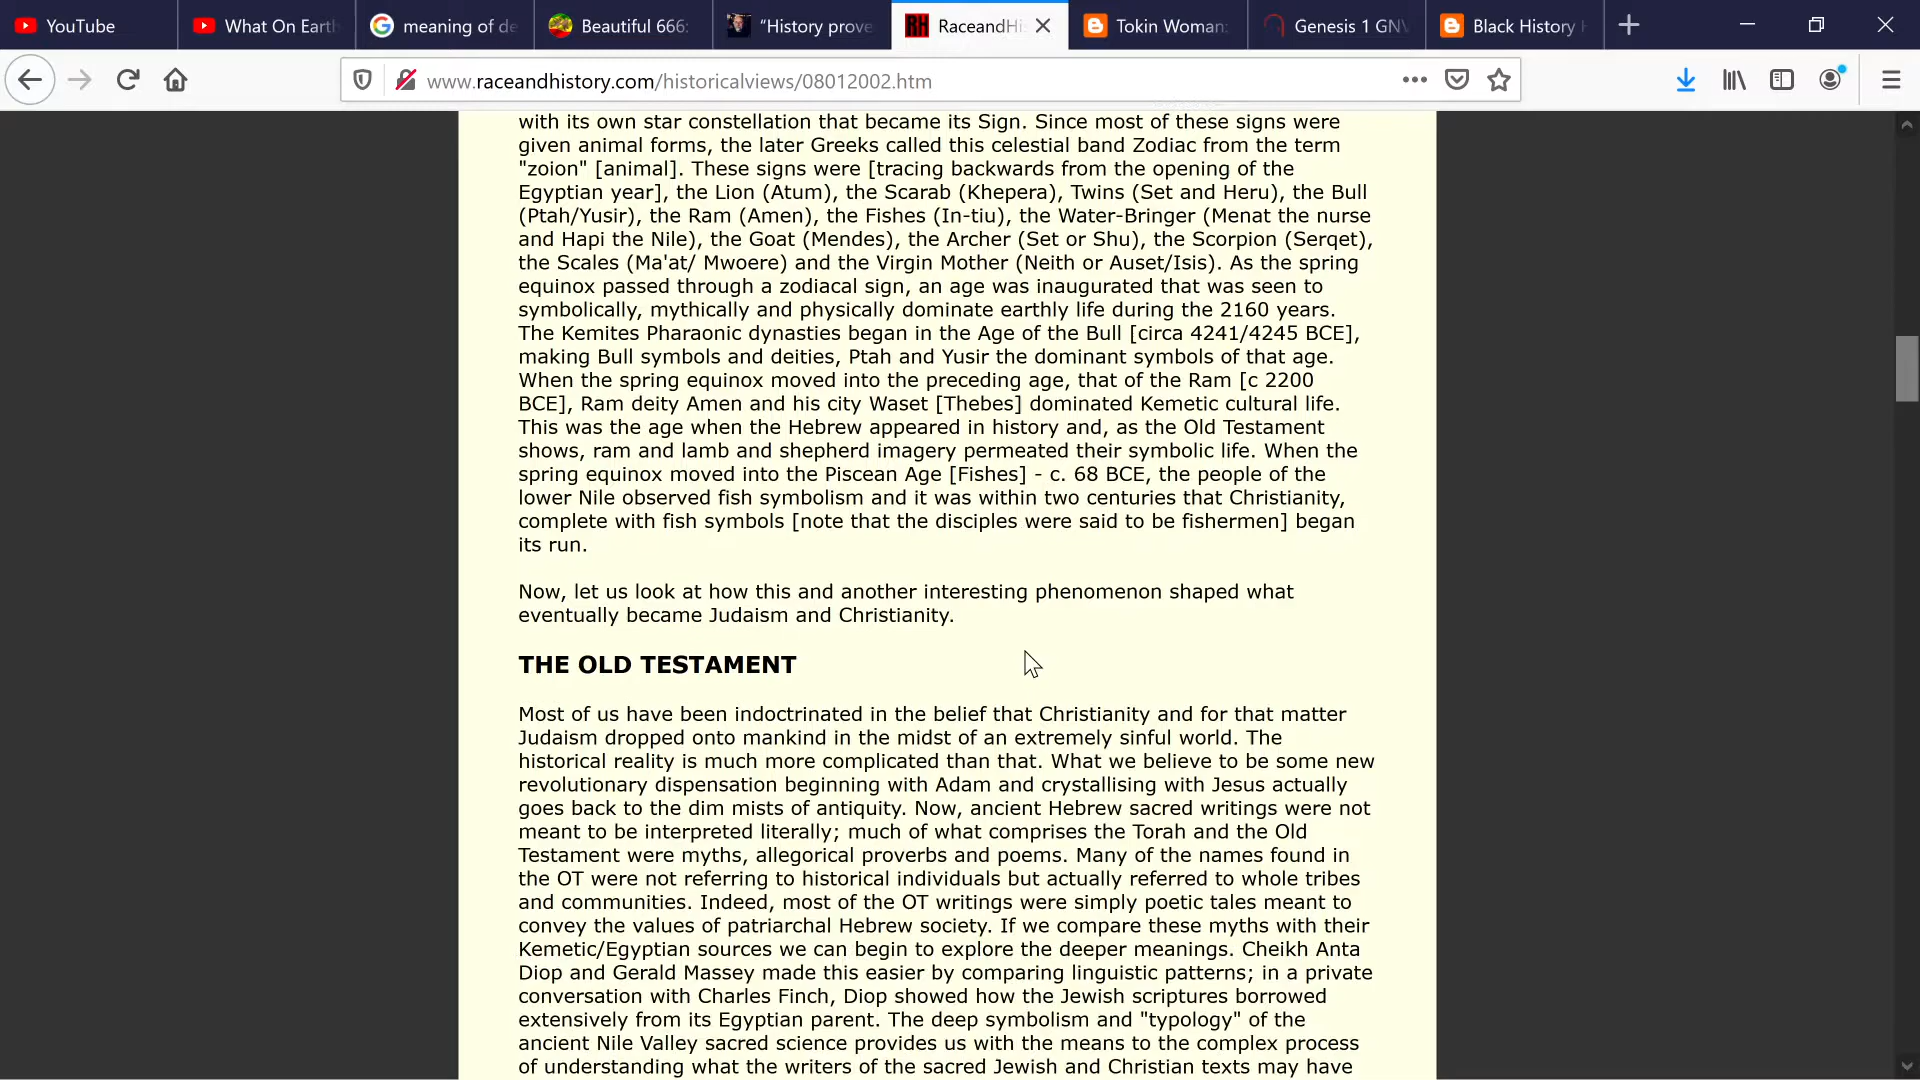 YouTube
What On Earth
meaning of de
Beautiful 666:
“History prove
RaceandHis
Tokin Woman:
Genesis 1 GNV
Black History H
www.raceandhistory.com/historicalviews/08012002.htm
with its own star constellation that became its Sign. Since most of these signs were
given animal forms, the later Greeks called this celestial band Zodiac from the term
"zoion" [animal]. These signs were [tracing backwards from the opening of the
Egyptian year], the Lion (Atum), the Scarab (Khepera), Twins (Set and Heru), the Bull
(Ptah/Yusir), the Ram (Amen), the Fishes (In-tiu), the Water-Bringer (Menat the nurse
and Hapi the Nile), the Goat (Mendes), the Archer (Set or Shu), the Scorpion (Serqet),
the Scales (Ma'at/ Mwoere) and the Virgin Mother (Neith or Auset/Isis). As the spring
equinox passed through a zodiacal sign, an age was inaugurated that was seen to
symbolically, mythically and physically dominate earthly life during the 2160 years.
The Kemites Pharaonic dynasties began in the Age of the Bull [circa 4241/4245 BCE],
making Bull symbols and deities, Ptah and Yusir the dominant symbols of that age.
When the spring equinox moved into the preceding age, that of the Ram [c 2200
BCE], Ram deity Amen and his city Waset [Thebes] dominated Kemetic cultural life.
This was the age when the Hebrew appeared in history and, as the Old Testament
shows, ram and lamb and shepherd imagery permeated their symbolic life. When the
spring equinox moved into the Piscean Age [Fishes] - c. 68 BCE, the people of the
lower Nile observed fish symbolism and it was within two centuries that Christianity,
complete with fish symbols [note that the disciples were said to be fishermen] began
its run.
Now, let us look at how this and another interesting phenomenon shaped what
eventually became Judaism and Christianity.
THE OLD TESTAMENT
Most of us have been indoctrinated in the belief that Christianity and for that matter
Judaism dropped onto mankind in the midst of an extremely sinful world. The
historical reality is much more complicated than that. What we believe to be some new
revolutionary dispensation beginning with Adam and crystallising with Jesus actually
goes back to the dim mists of antiquity. Now, ancient Hebrew sacred writings were not
meant to be interpreted literally; much of what comprises the Torah and the Old
Testament were myths, allegorical proverbs and poems. Many of the names found in
the OT were not referring to historical individuals but actually referred to whole tribes
and communities. Indeed, most of the OT writings were simply poetic tales meant to
convey the values of patriarchal Hebrew society. If we compare these myths with their
Kemetic/Egyptian sources we can begin to explore the deeper meanings. Cheikh Anta
Diop and Gerald Massey made this easier by comparing linguistic patterns; in a private
conversation with Charles Finch, Diop showed how the Jewish scriptures borrowed
extensively from its Egyptian parent. The deep symbolism and "typology" of the
ancient Nile Valley sacred science provides us with the means to the complex process
of understanding what the writers of the sacred Jewish and Christian texts may have